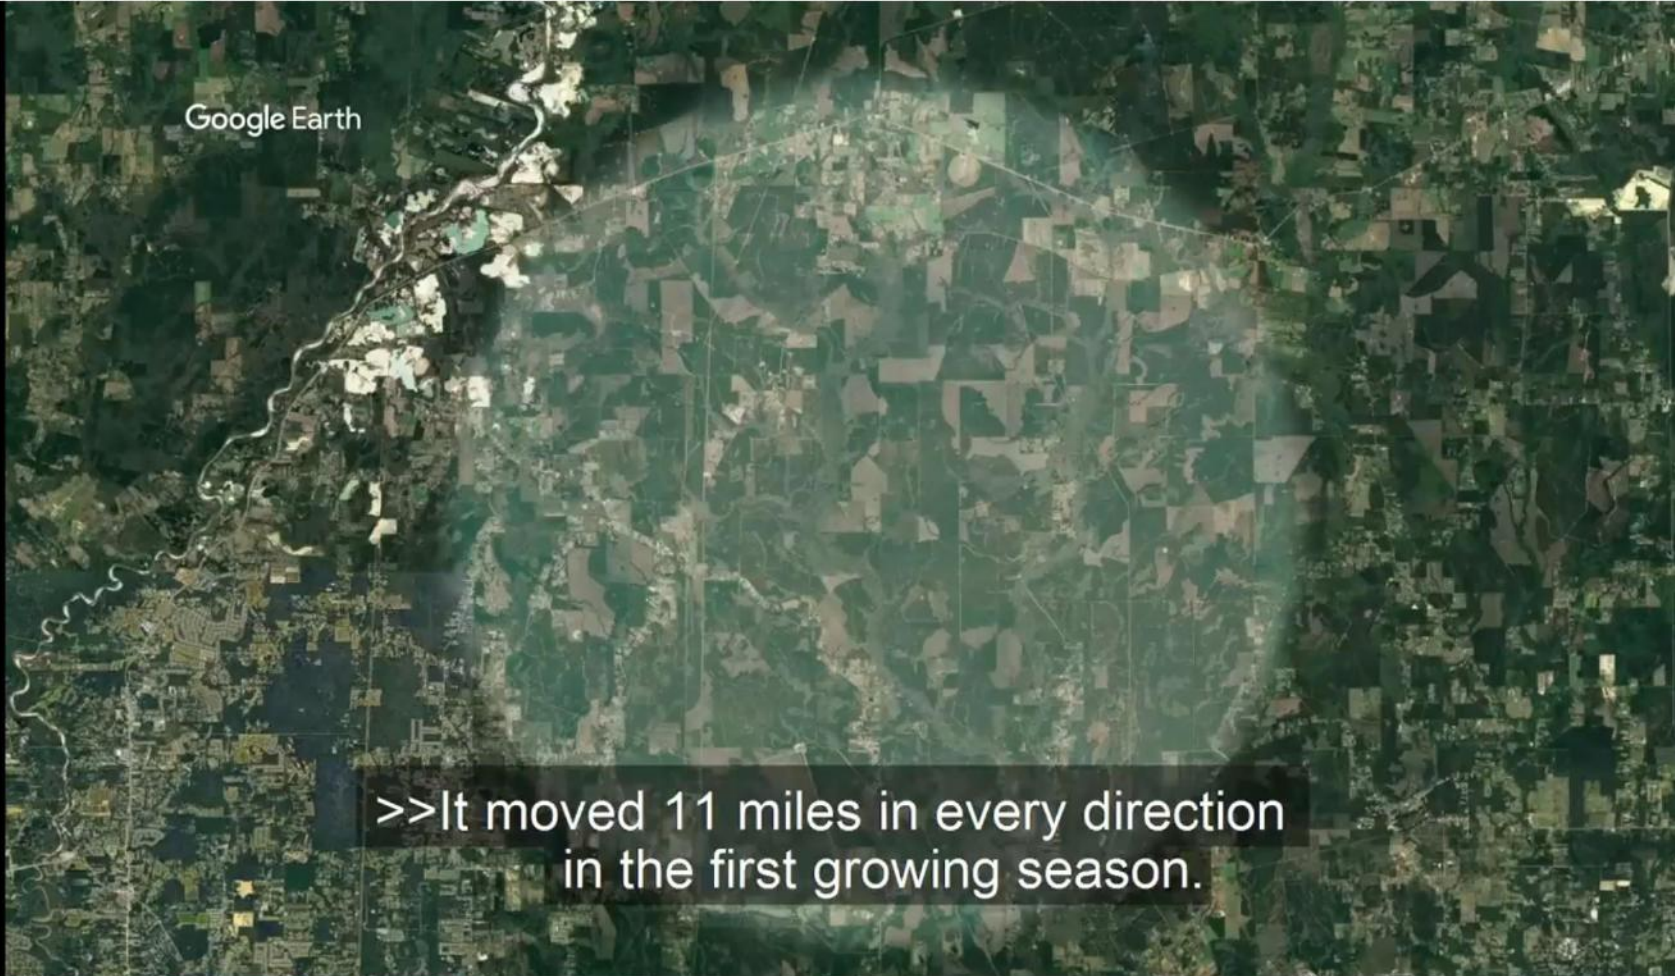 Google Earth
>>It moved 11 miles in every direction
in the first growing season.